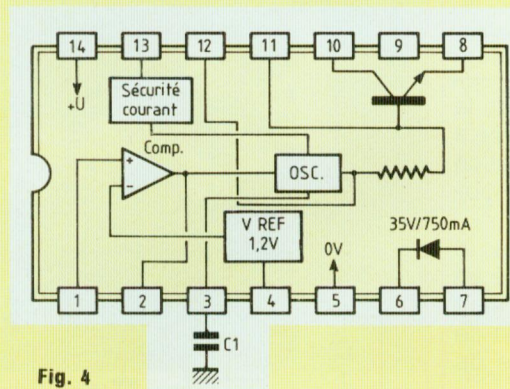 14 13 12 11 10 9 8
+U
Sécurité
courant
Comp.
+
-
OSC.
V REF
1,2V
0V
35V/750mA
1 2 3 4 5 6 7
C1
Fig. 4